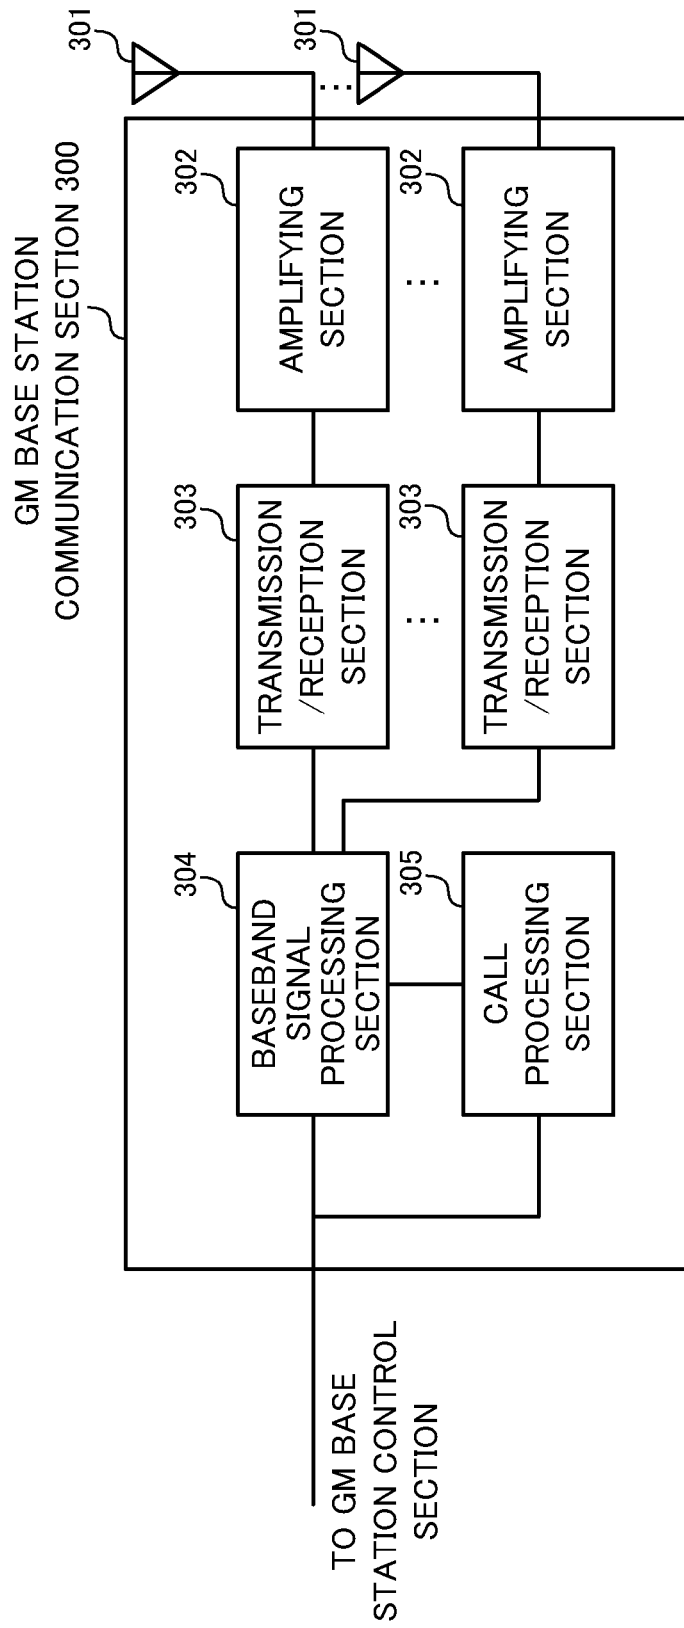 GM BASE STATION
COMMUNICATION SECTION 300
301
301
302
AMPLIFYING
SECTION
302
AMPLIFYING
SECTION
...
303
TRANSMISSION
/RECEPTION
SECTION
303
TRANSMISSION
/RECEPTION
SECTION
...
304
BASEBAND
SIGNAL
PROCESSING
SECTION
305
CALL
PROCESSING
SECTION
...
TO GM BASE
STATION CONTROL
SECTION